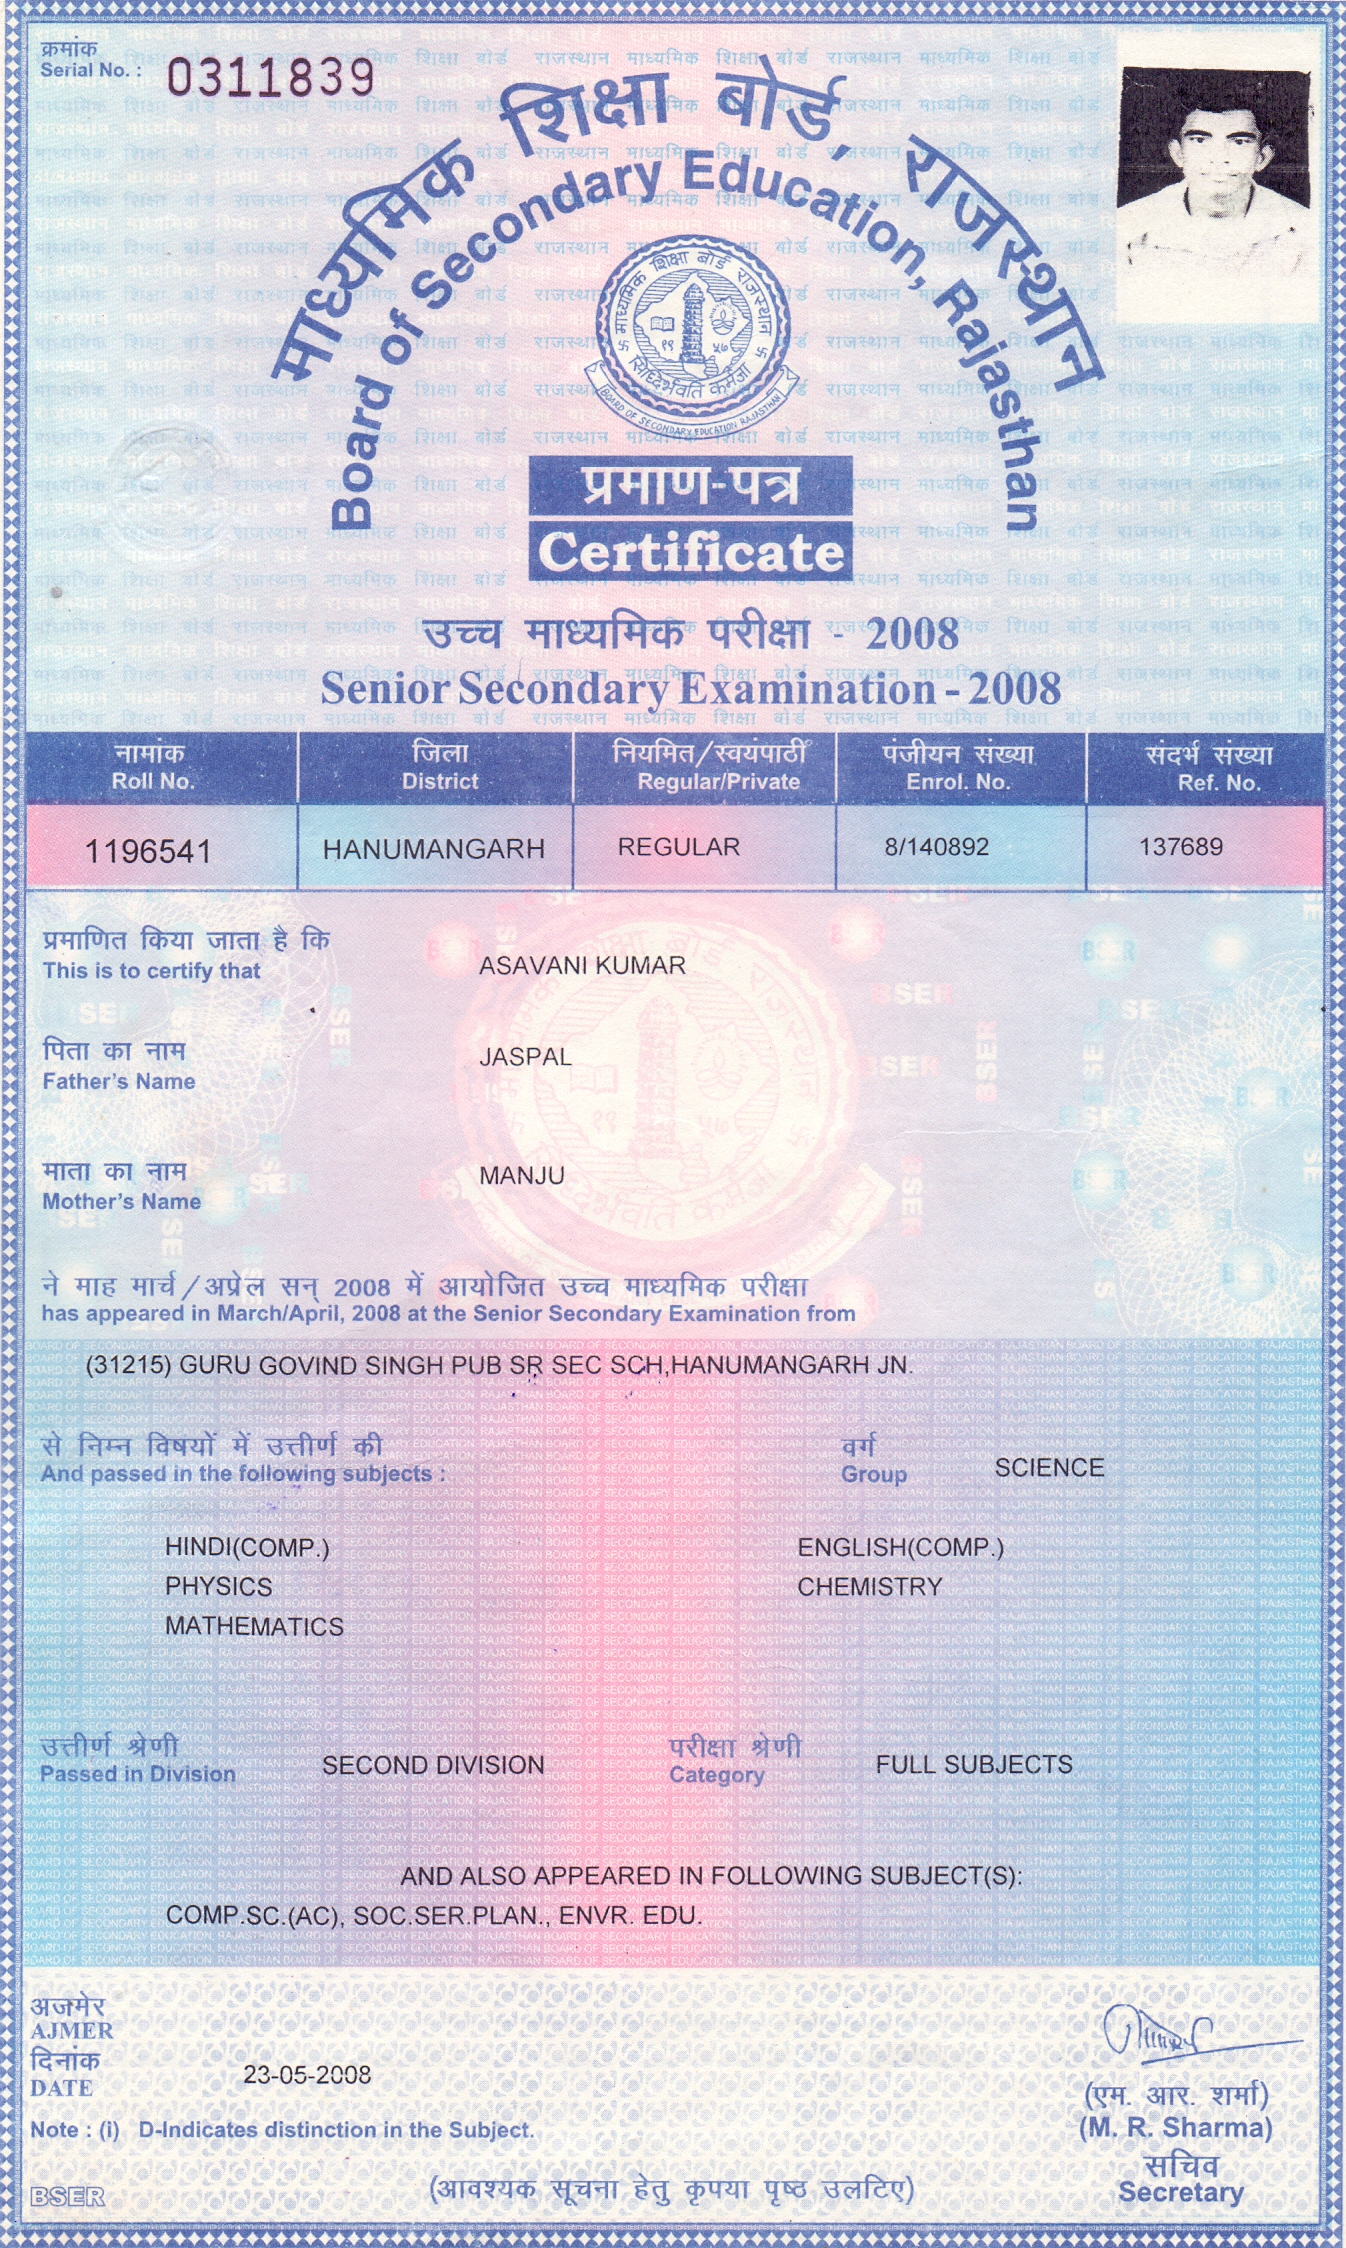 क्रमांक
Serial No. : 0311839
माध्यमिक शिक्षा बोर्ड, राजस्थान
Board of Secondary Education, Rajasthan
माध्यमिक शिक्षा बोर्ड राजस्थान
१९ ५७
सिद्धिर्भवति कर्मजा
BOARD OF SECONDARY EDUCATION RAJASTHAN
प्रमाण-पत्र
Certificate
उच्च माध्यमिक परीक्षा - 2008
Senior Secondary Examination - 2008
नामांक जिला नियमित/स्वयंपाठी पंजीयन संख्या संदर्भ संख्या
Roll No. District Regular/Private Enrol. No. Ref. No.
1196541 HANUMANGARH REGULAR 8/140892 137689
प्रमाणित किया जाता है कि
This is to certify that ASAVANI KUMAR
पिता का नाम
Father's Name JASPAL
माता का नाम
Mother's Name MANJU
ने माह मार्च/अप्रेल सन् 2008 में आयोजित उच्च माध्यमिक परीक्षा
has appeared in March/April, 2008 at the Senior Secondary Examination from
(31215) GURU GOVIND SINGH PUB SR SEC SCH,HANUMANGARH JN.
से निम्न विषयों में उत्तीर्ण की वर्ग
And passed in the following subjects : Group SCIENCE
HINDI(COMP.) ENGLISH(COMP.)
PHYSICS CHEMISTRY
MATHEMATICS
उत्तीर्ण श्रेणी परीक्षा श्रेणी
Passed in Division SECOND DIVISION Category FULL SUBJECTS
AND ALSO APPEARED IN FOLLOWING SUBJECT(S):
COMP.SC.(AC), SOC.SER.PLAN., ENVR. EDU.
अजमेर
AJMER
दिनांक
DATE 23-05-2008
(एम. आर. शर्मा)
(M. R. Sharma)
Note : (i) D-Indicates distinction in the Subject.
सचिव
Secretary
BSER
(आवश्यक सूचना हेतु कृपया पृष्ठ उलटिए)